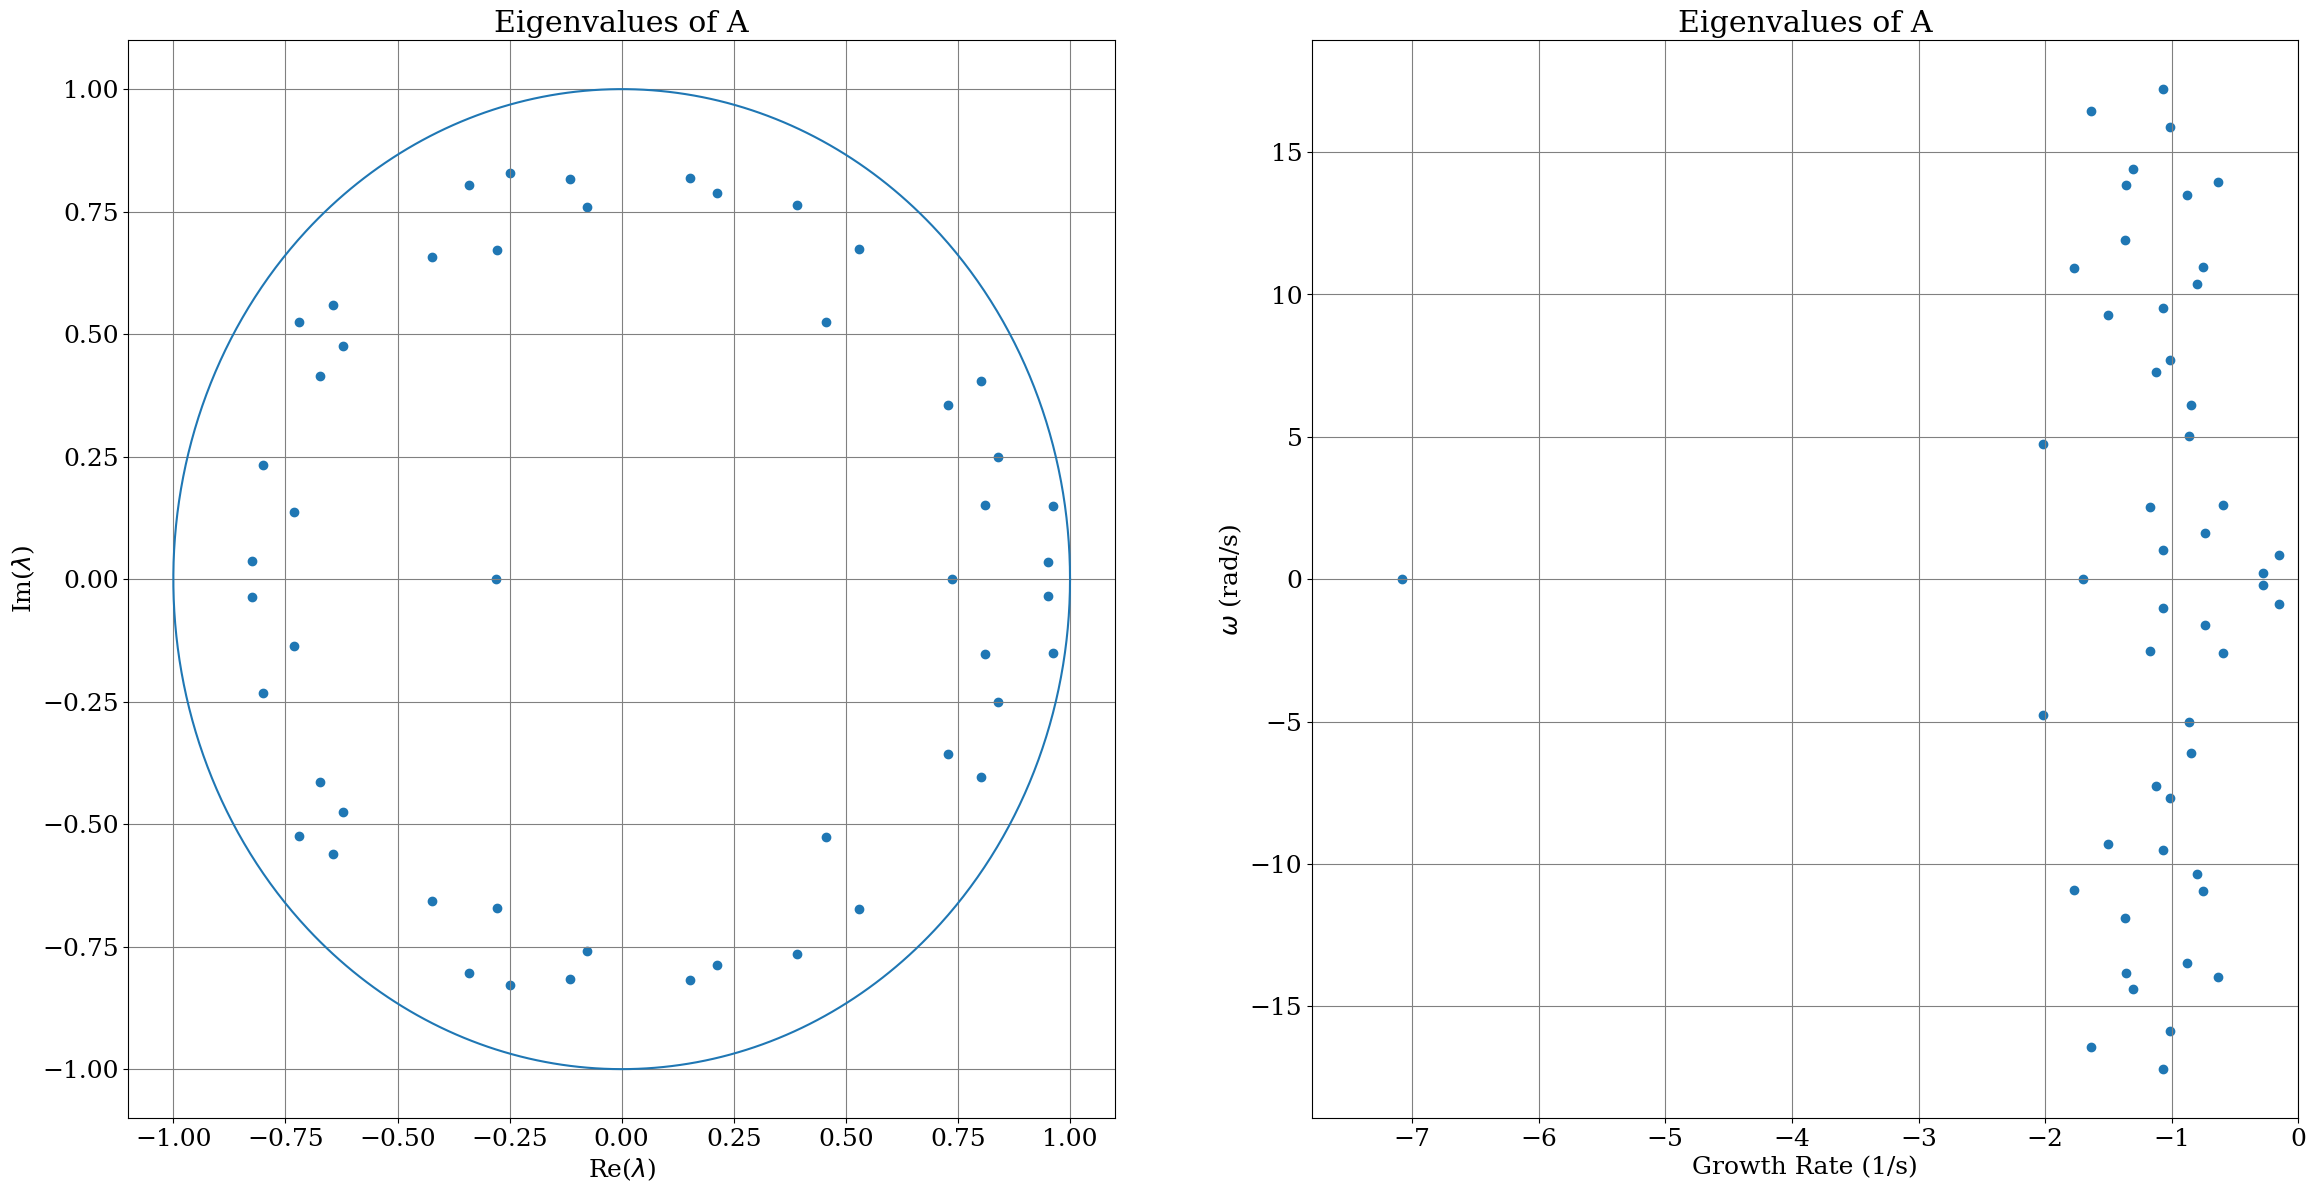 Eigenvalues of A
1.00
0.75
0.50
0.25
0.00
−0.25
−0.50
−0.75
−1.00
Im(λ)
−1.00 −0.75 −0.50 −0.25 0.00 0.25 0.50 0.75 1.00
Re(λ)
Eigenvalues of A
15
10
5
0
−5
−10
−15
ω (rad/s)
−7 −6 −5 −4 −3 −2 −1 0
Growth Rate (1/s)